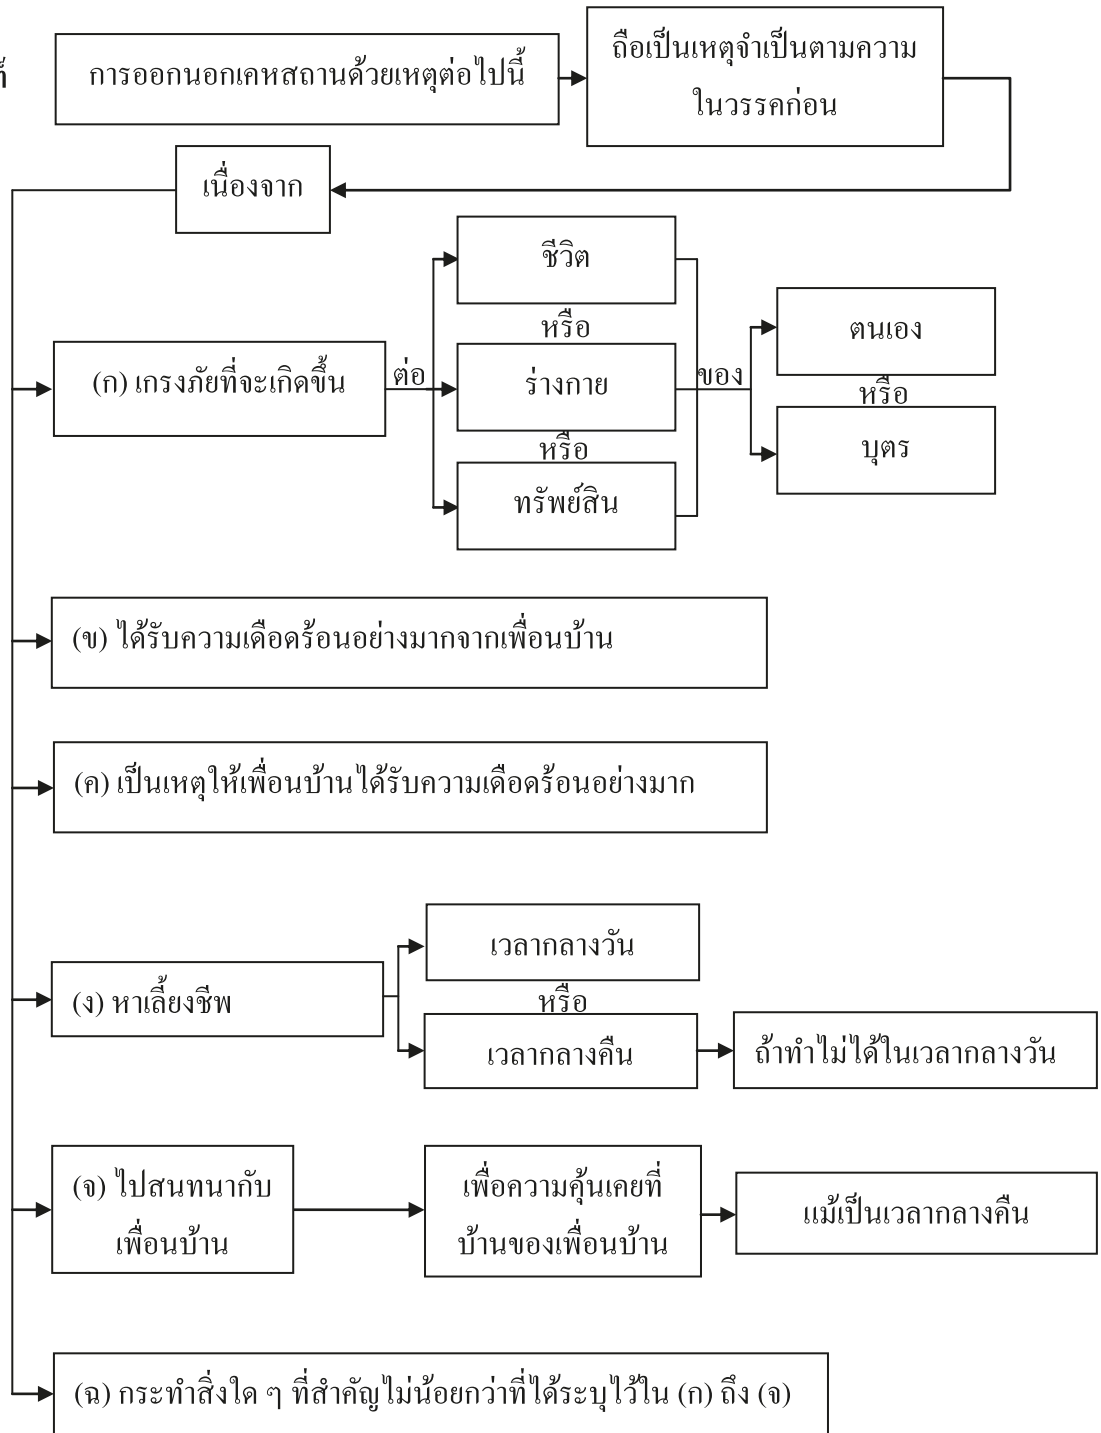 การออกนอกเคหสถานด้วยเหตุต่อไปนี้
ถือเป็นเหตุจำเป็นตามความ
ในวรรคก่อน
เนื่องจาก
(ก) เกรงภัยที่จะเกิดขึ้น
ต่อ
ชีวิต
หรือ
ร่างกาย
หรือ
ทรัพย์สิน
ของ
ตนเอง
หรือ
บุตร
(ข) ได้รับความเดือดร้อนอย่างมากจากเพื่อนบ้าน
(ค) เป็นเหตุให้เพื่อนบ้านได้รับความเดือดร้อนอย่างมาก
(ง) หาเลี้ยงชีพ
เวลากลางวัน
หรือ
เวลากลางคืน
ถ้าทำไม่ได้ในเวลากลางวัน
(จ) ไปสนทนากับ
เพื่อนบ้าน
เพื่อความคุ้นเคยที่
บ้านของเพื่อนบ้าน
แม้เป็นเวลากลางคืน
(ฉ) กระทำสิ่งใด ๆ ที่สำคัญไม่น้อยกว่าที่ได้ระบุไว้ใน (ก) ถึง (จ)